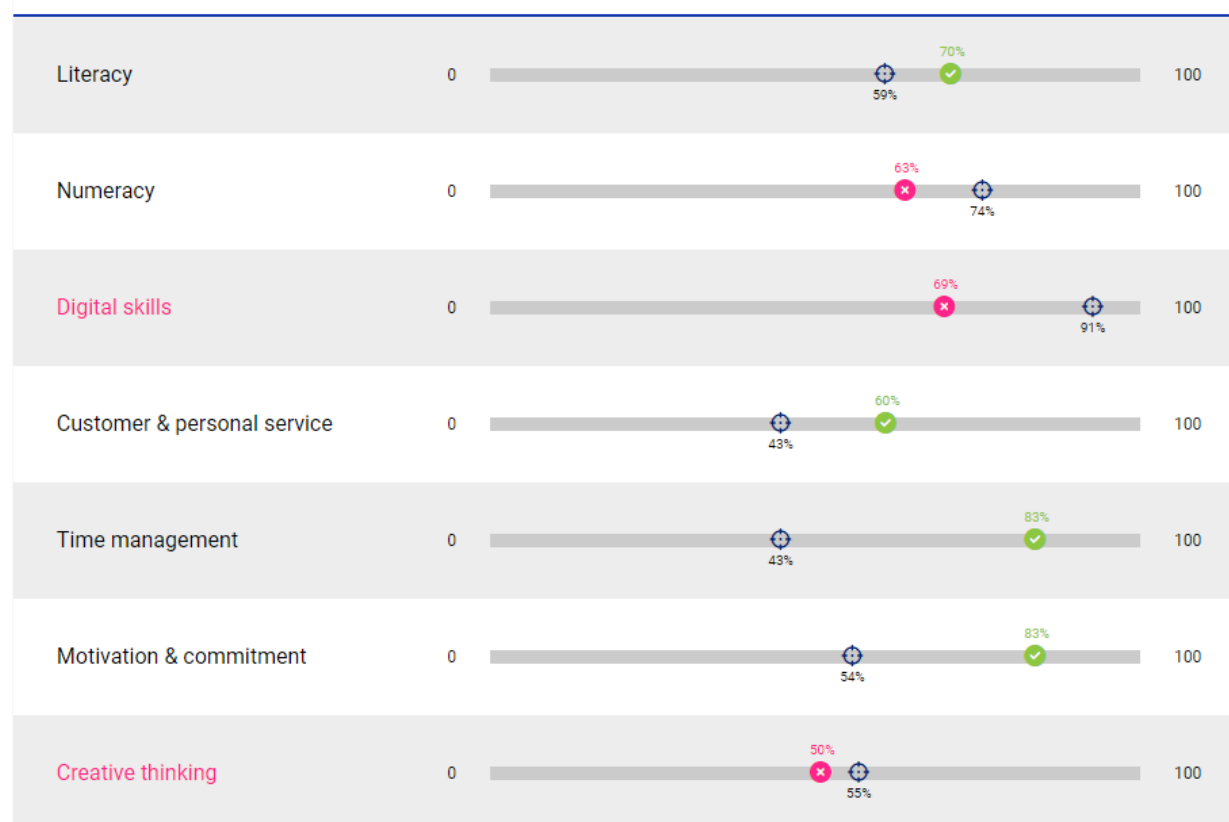 70%
Literacy 0 100
59%
63%
Numeracy 0 100
74%
69%
Digital skills 0 100
91%
60%
Customer & personal service 0 100
43%
83%
Time management 0 100
43%
83%
Motivation & commitment 0 100
54%
50%
Creative thinking 0 100
55%